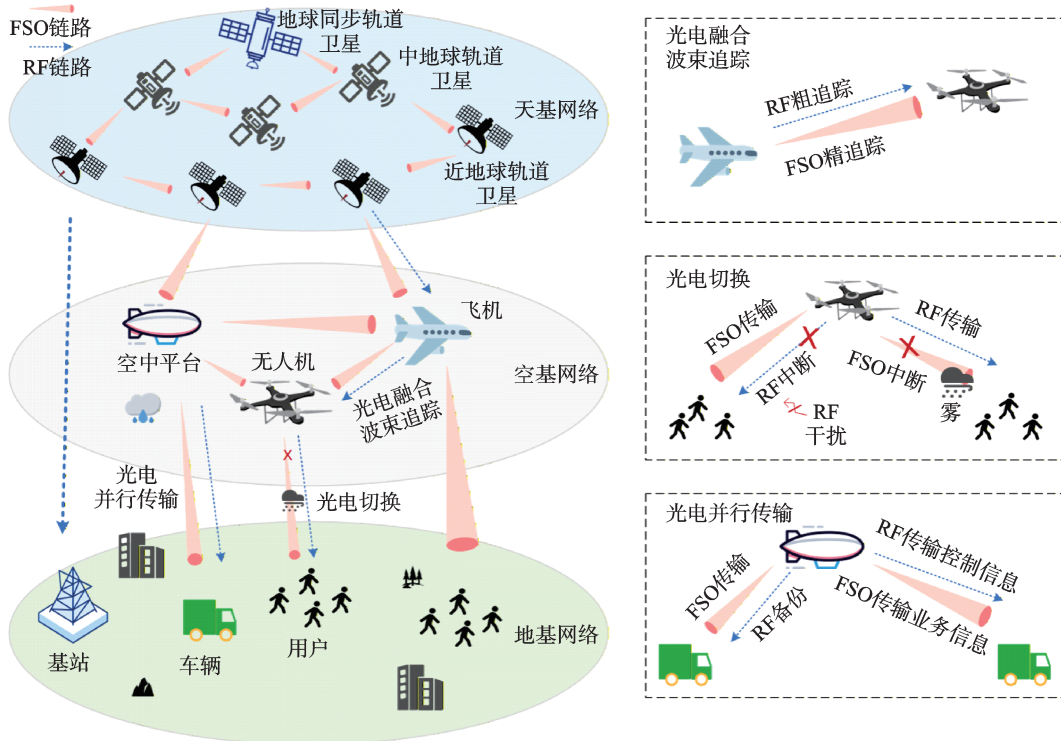 FSO链路
RF链路
地球同步轨道
卫星
中地球轨道
卫星
天基网络
近地球轨道
卫星
飞机
空中平台
无人机
空基网络
光电融合
波束追踪
光电
并行传输
x
光电切换
基站
车辆
用户
地基网络
光电融合
波束追踪
RF粗追踪
FSO精追踪
光电切换
FSO传输
RF中断
FSO中断
RF传输
RF
干扰
雾
光电并行传输
FSO传输
RF备份
RF传输控制信息
FSO传输业务信息